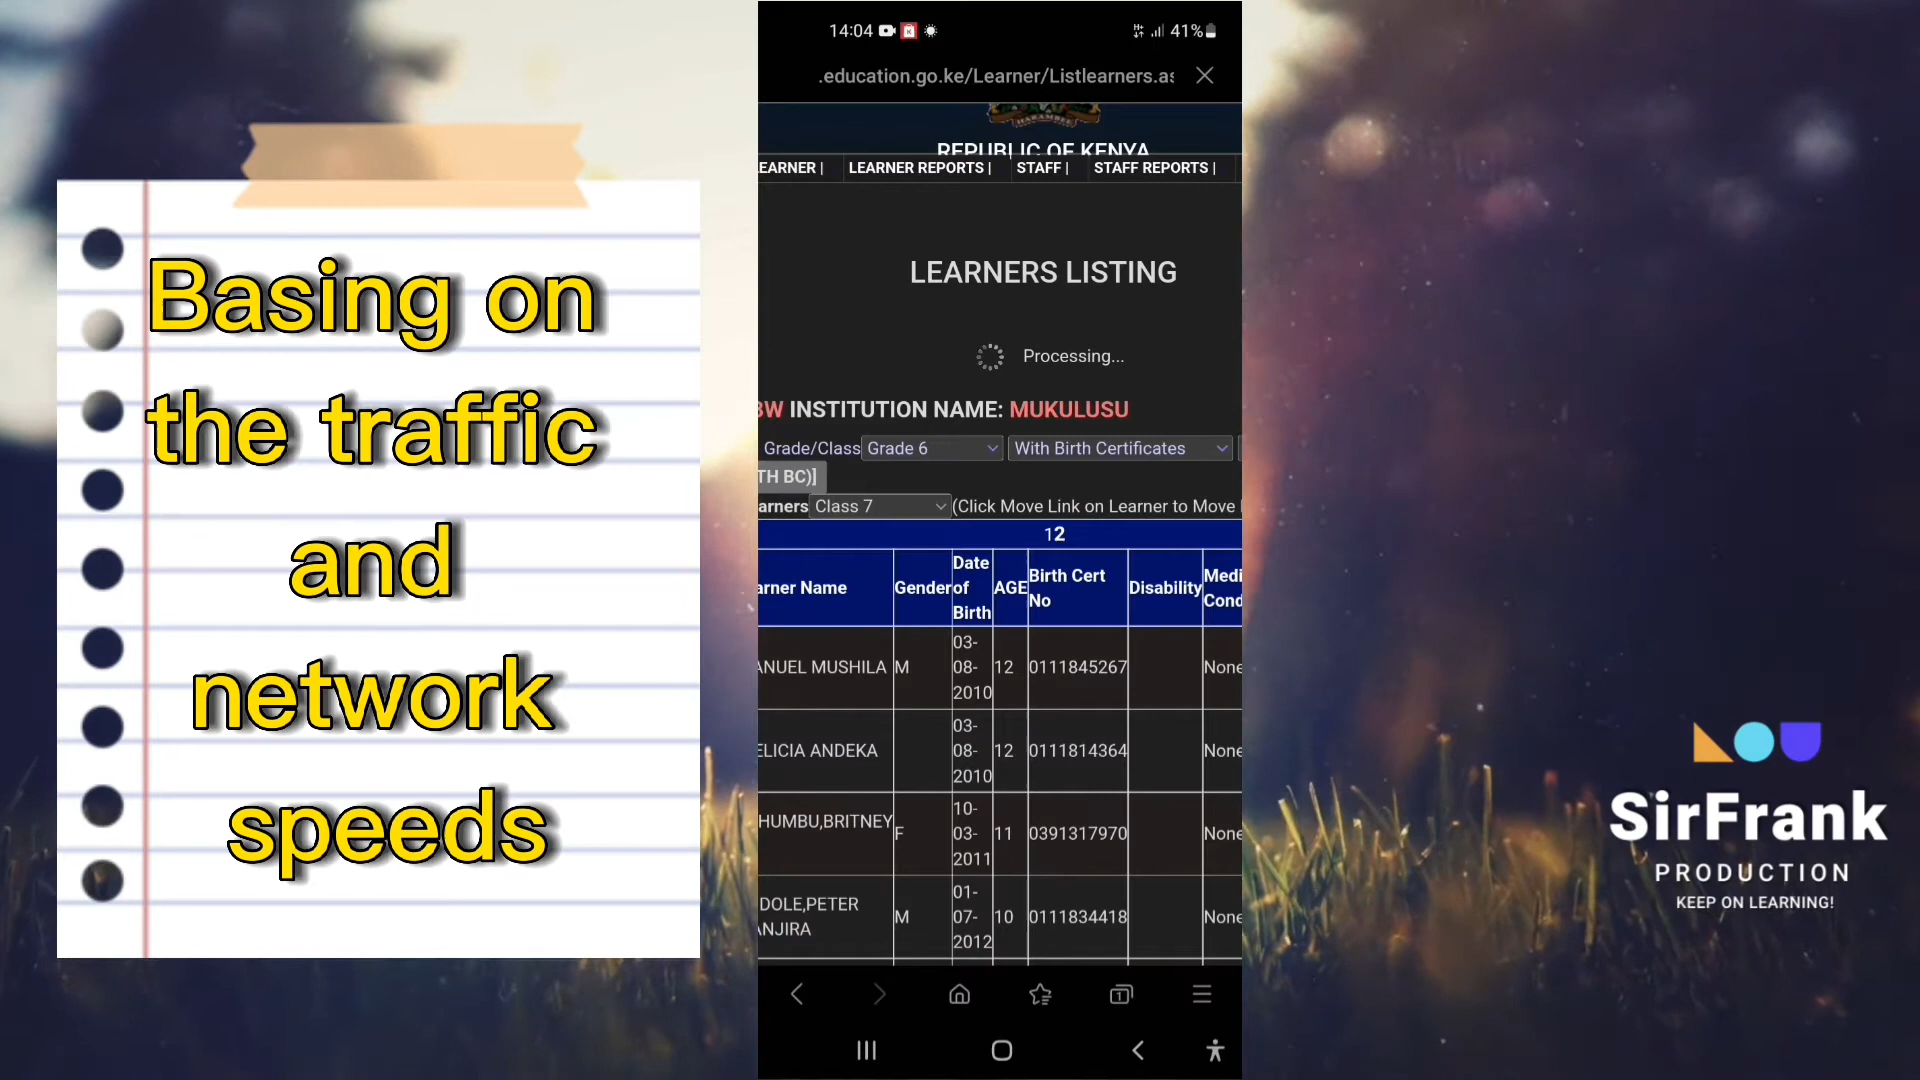 Basing on
the traffic
and
network
speeds
14:04
41%
.education.go.ke/Learner/Listlearners.as
HARAMBEE
REPUBLIC OF KENYA
EARNER | LEARNER REPORTS | STAFF | STAFF REPORTS |
LEARNERS LISTING
Processing...
3W INSTITUTION NAME: MUKULUSU
Grade/Class Grade 6 With Birth Certificates
TH BC)]
arners Class 7 (Click Move Link on Learner to Move
12
arner Name Gender Date of Birth AGE Birth Cert No Disability Medi Cond
ANUEL MUSHILA M 03-08-2010 12 0111845267 None
ELICIA ANDEKA 03-08-2010 12 0111814364 None
HUMBU,BRITNEY F 10-03-2011 11 0391317970 None
DOLE,PETER ANJIRA M 01-07-2012 10 0111834418 None
1
SirFrank
PRODUCTION
KEEP ON LEARNING!